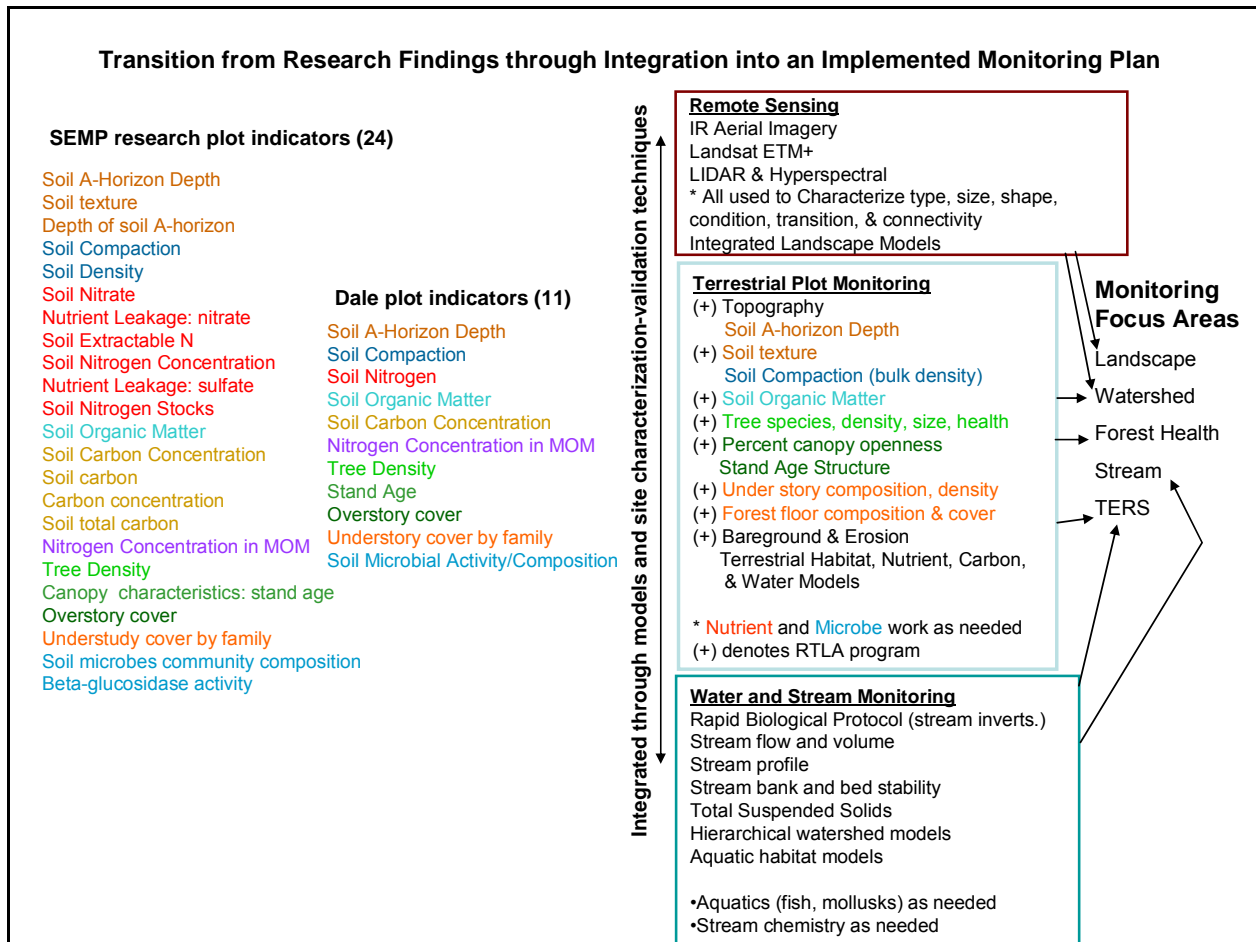 Transition from Research Findings through Integration into an Implemented Monitoring Plan
SEMP research plot indicators (24)
Soil A-Horizon Depth
Soil texture
Depth of soil A-horizon
Soil Compaction
Soil Density
Soil Nitrate
Nutrient Leakage: nitrate
Soil Extractable N
Soil Nitrogen Concentration
Nutrient Leakage: sulfate
Soil Nitrogen Stocks
Soil Organic Matter
Soil Carbon Concentration
Soil carbon
Carbon concentration
Soil total carbon
Nitrogen Concentration in MOM
Tree Density
Canopy characteristics: stand age
Overstory cover
Understudy cover by family
Soil microbes community composition
Beta-glucosidase activity
Dale plot indicators (11)
Soil A-Horizon Depth
Soil Compaction
Soil Nitrogen
Soil Organic Matter
Soil Carbon Concentration
Nitrogen Concentration in MOM
Tree Density
Stand Age
Overstory cover
Understory cover by family
Soil Microbial Activity/Composition
Integrated through models and site characterization-validation techniques
Remote Sensing
IR Aerial Imagery
Landsat ETM+
LIDAR & Hyperspectral
* All used to Characterize type, size, shape,
condition, transition, & connectivity
Integrated Landscape Models
Terrestrial Plot Monitoring
(+) Topography
Soil A-horizon Depth
(+) Soil texture
Soil Compaction (bulk density)
(+) Soil Organic Matter
(+) Tree species, density, size, health
(+) Percent canopy openness
Stand Age Structure
(+) Under story composition, density
(+) Forest floor composition & cover
(+) Bareground & Erosion
Terrestrial Habitat, Nutrient, Carbon,
& Water Models
* Nutrient and Microbe work as needed
(+) denotes RTLA program
Water and Stream Monitoring
Rapid Biological Protocol (stream inverts.)
Stream flow and volume
Stream profile
Stream bank and bed stability
Total Suspended Solids
Hierarchical watershed models
Aquatic habitat models
•Aquatics (fish, mollusks) as needed
•Stream chemistry as needed
Monitoring
Focus Areas
Landscape
Watershed
Forest Health
Stream
TERS